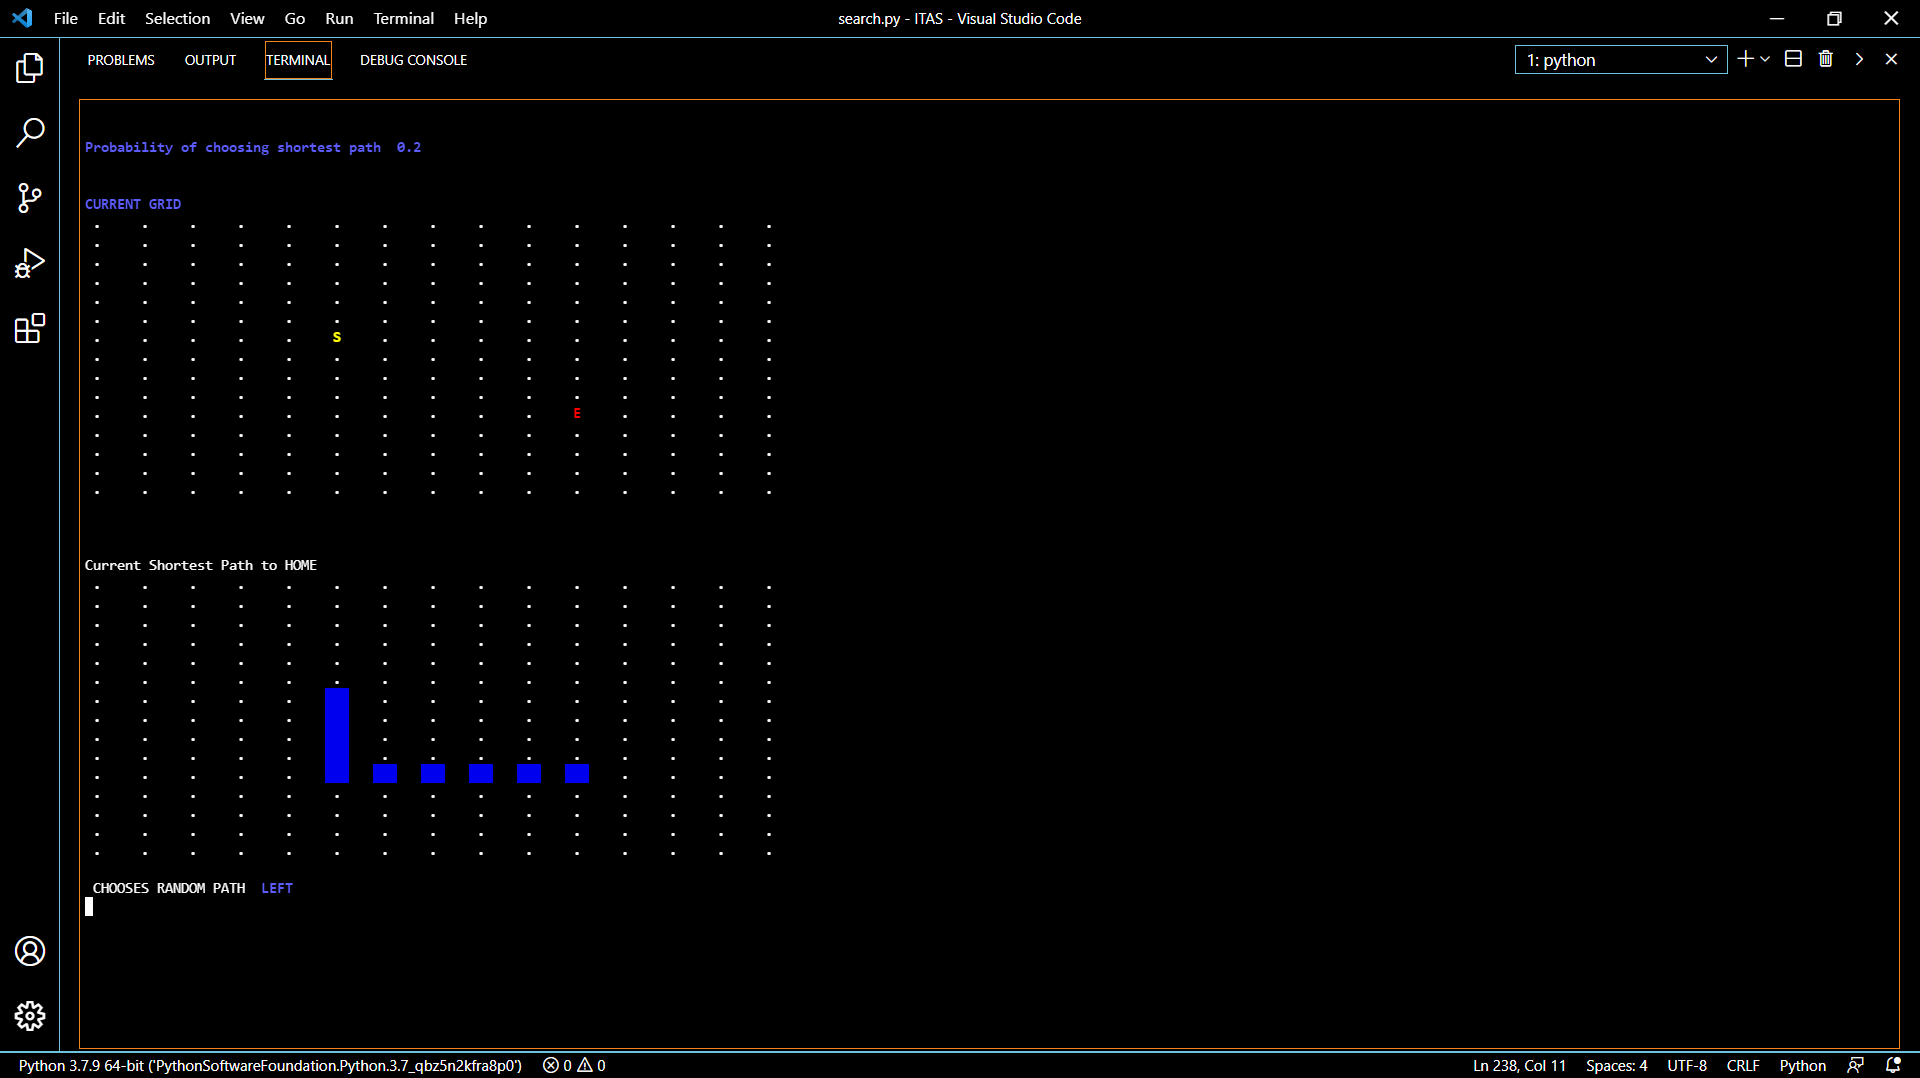 File Edit Selection View Go Run Terminal Help search.py - ITAS - Visual Studio Code
PROBLEMS OUTPUT TERMINAL DEBUG CONSOLE 1: python
Probability of choosing shortest path 0.2
CURRENT GRID
. . . . . . . . . . . . . . .
. . . . . . . . . . . . . . .
. . . . . . . . . . . . . . .
. . . . . . . . . . . . . . .
. . . . . . . . . . . . . . .
. . . . . . . . . . . . . . .
. . . . . S . . . . . . . . .
. . . . . . . . . . . . . . .
. . . . . . . . . . . . . . .
. . . . . . . . . . . . . . .
. . . . . . . . . . E . . . .
. . . . . . . . . . . . . . .
. . . . . . . . . . . . . . .
. . . . . . . . . . . . . . .
. . . . . . . . . . . . . . .
Current Shortest Path to HOME
. . . . . . . . . . . . . . .
. . . . . . . . . . . . . . .
. . . . . . . . . . . . . . .
. . . . . . . . . . . . . . .
. . . . . . . . . . . . . . .
. . . . . . . . . . . . . . .
. . . . . . . . . . . . . .
. . . . . . . . . . . . . .
. . . . . . . . . . . . . .
. . . . . . . . . . . . . .
. . . . . . . . .
. . . . . . . . . . . . . . .
. . . . . . . . . . . . . . .
. . . . . . . . . . . . . . .
. . . . . . . . . . . . . . .
CHOOSES RANDOM PATH LEFT
Python 3.7.9 64-bit ('PythonSoftwareFoundation.Python.3.7_qbz5n2kfra8p0') 0 0 Ln 238, Col 11 Spaces: 4 UTF-8 CRLF Python